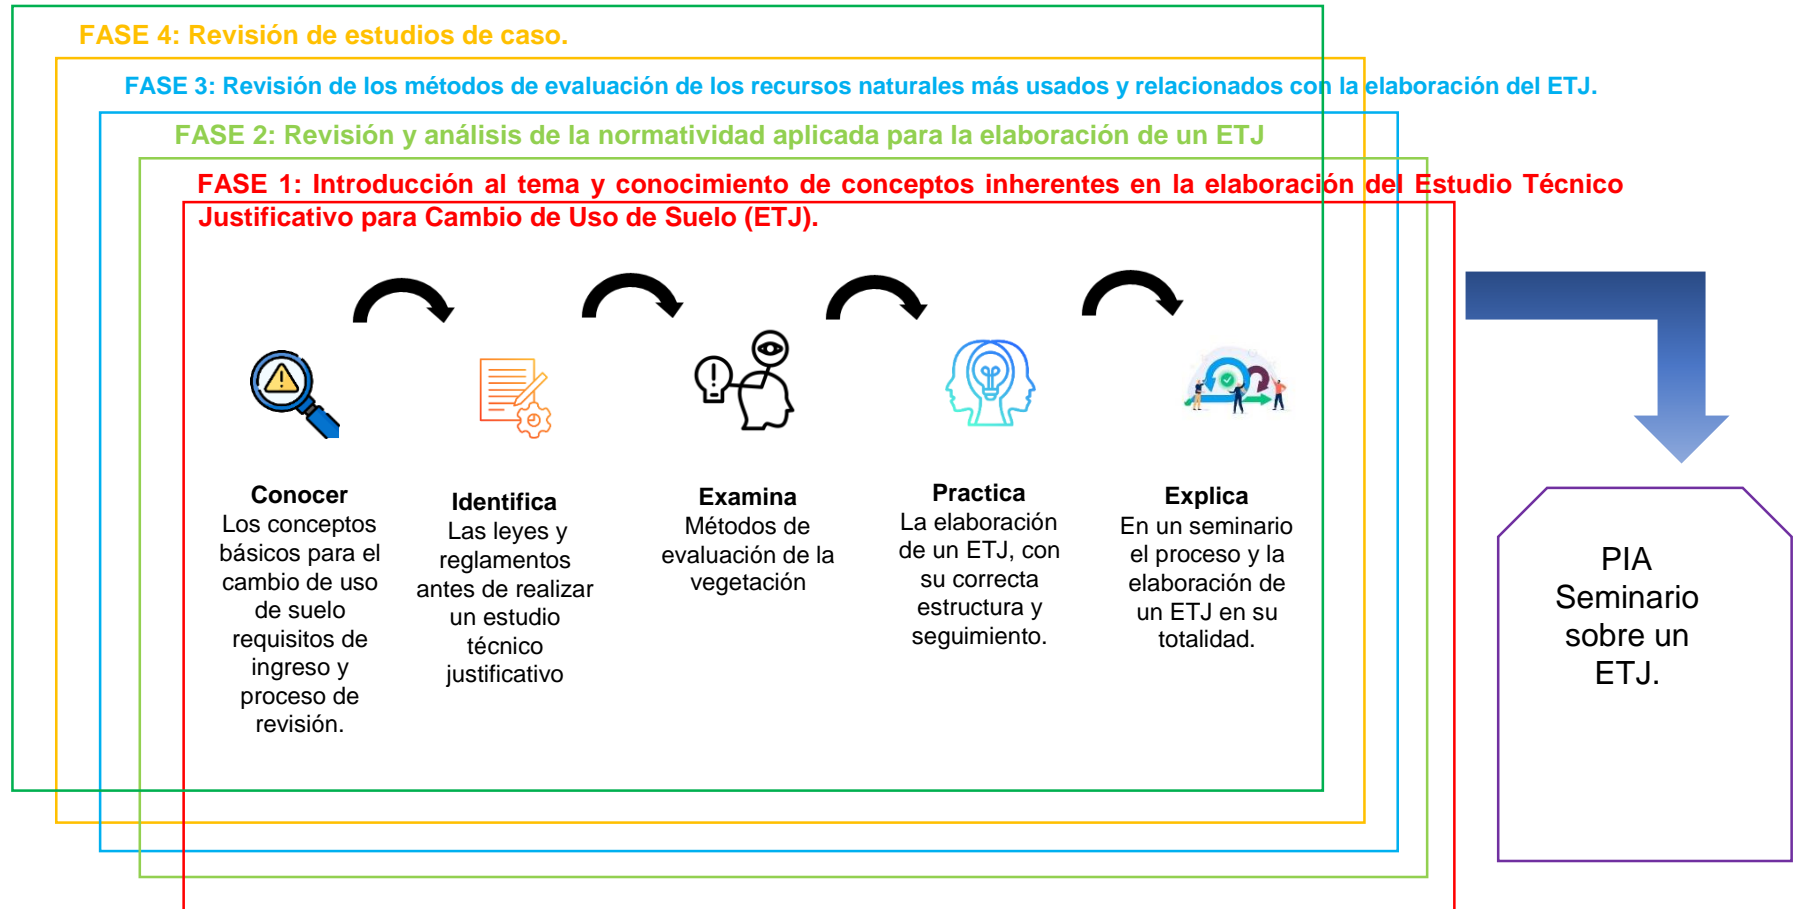 FASE 4: Revisión de estudios de caso.
FASE 3: Revisión de los métodos de evaluación de los recursos naturales más usados y relacionados con la elaboración del ETJ.
FASE 2: Revisión y análisis de la normatividad aplicada para la elaboración de un ETJ
FASE 1: Introducción al tema y conocimiento de conceptos inherentes en la elaboración del Estudio Técnico
Justificativo para Cambio de Uso de Suelo (ETJ).
Conocer
Los conceptos
básicos para el
cambio de uso
de suelo
requisitos de
ingreso y
proceso de
revisión.
Identifica
Las leyes y
reglamentos
antes de realizar
un estudio
técnico
justificativo
Examina
Métodos de
evaluación de la
vegetación
Practica
La elaboración
de un ETJ, con
su correcta
estructura y
seguimiento.
Explica
En un seminario
el proceso y la
elaboración de
un ETJ en su
totalidad.
PIA
Seminario
sobre un
ETJ.